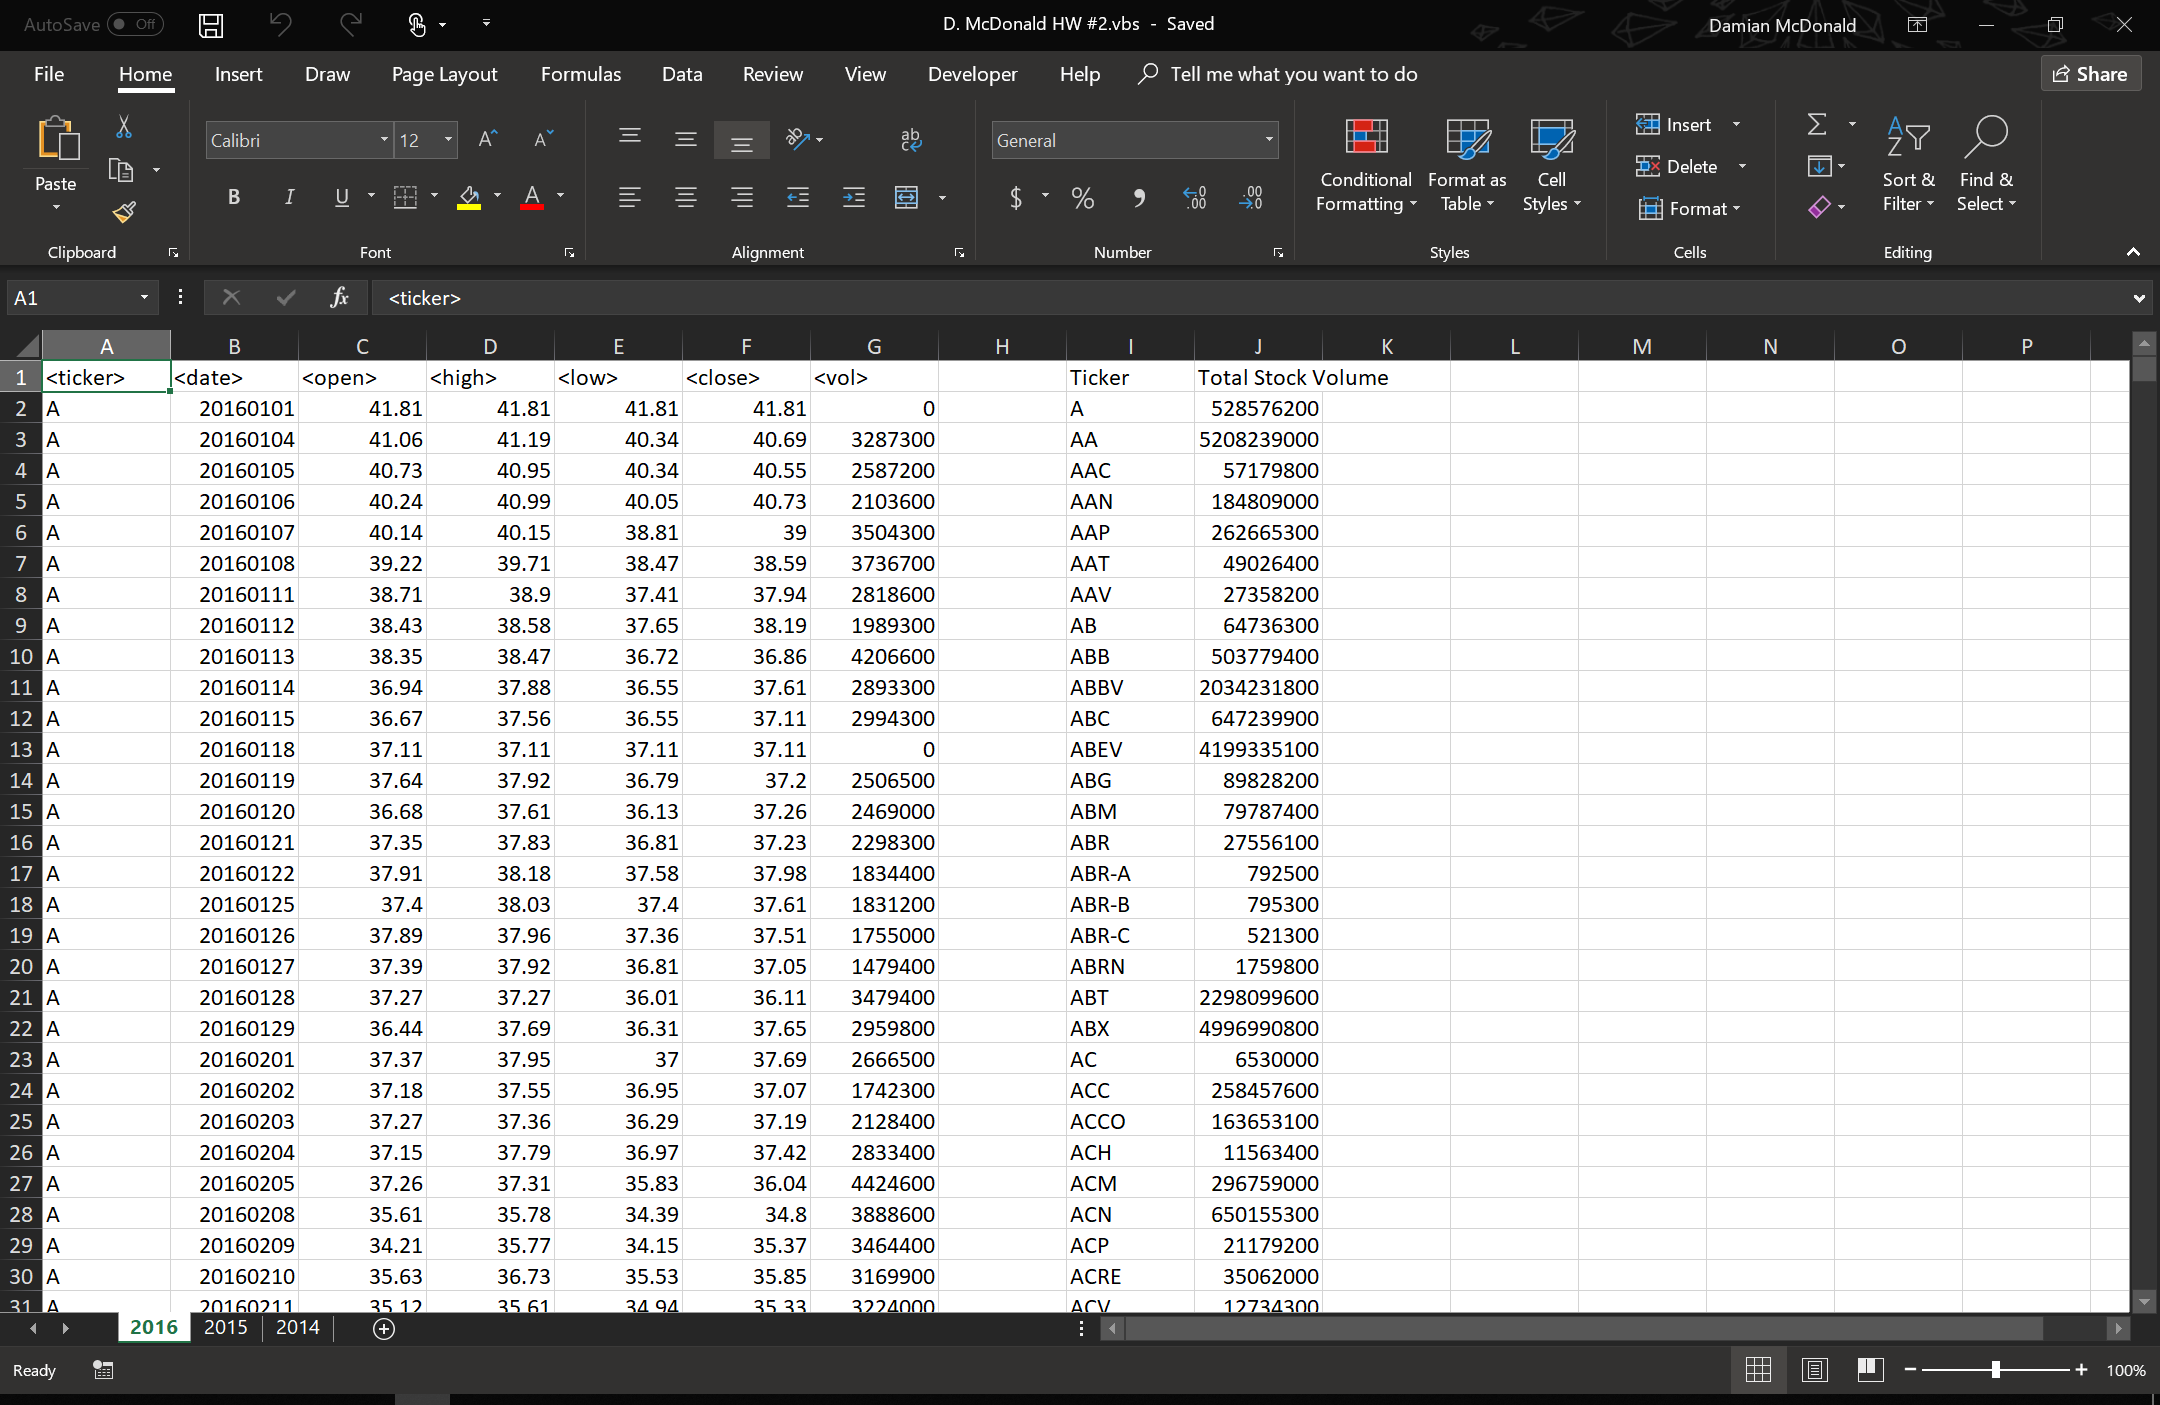 AutoSave Off D. McDonald HW #2.vbs - Saved Damian McDonald
File Home Insert Draw Page Layout Formulas Data Review View Developer Help Tell me what you want to do Share
Paste
Clipboard
Calibri 12
B I U A
Font
ab
Alignment
General
$ % 00 00
Number
Conditional Formatting
Format as Table
Cell Styles
Styles
Insert
Delete
Format
Cells
Sort & Filter
Find & Select
Editing
A1 fx <ticker>
A B C D E F G H I J K L M N O P
1 <ticker> <date> <open> <high> <low> <close> <vol> Ticker Total Stock Volume
2 A 20160101 41.81 41.81 41.81 41.81 0 A 528576200
3 A 20160104 41.06 41.19 40.34 40.69 3287300 AA 5208239000
4 A 20160105 40.73 40.95 40.34 40.55 2587200 AAC 57179800
5 A 20160106 40.24 40.99 40.05 40.73 2103600 AAN 184809000
6 A 20160107 40.14 40.15 38.81 39 3504300 AAP 262665300
7 A 20160108 39.22 39.71 38.47 38.59 3736700 AAT 49026400
8 A 20160111 38.71 38.9 37.41 37.94 2818600 AAV 27358200
9 A 20160112 38.43 38.58 37.65 38.19 1989300 AB 64736300
10 A 20160113 38.35 38.47 36.72 36.86 4206600 ABB 503779400
11 A 20160114 36.94 37.88 36.55 37.61 2893300 ABBV 2034231800
12 A 20160115 36.67 37.56 36.55 37.11 2994300 ABC 647239900
13 A 20160118 37.11 37.11 37.11 37.11 0 ABEV 4199335100
14 A 20160119 37.64 37.92 36.79 37.2 2506500 ABG 89828200
15 A 20160120 36.68 37.61 36.13 37.26 2469000 ABM 79787400
16 A 20160121 37.35 37.83 36.81 37.23 2298300 ABR 27556100
17 A 20160122 37.91 38.18 37.58 37.98 1834400 ABR-A 792500
18 A 20160125 37.4 38.03 37.4 37.61 1831200 ABR-B 795300
19 A 20160126 37.89 37.96 37.36 37.51 1755000 ABR-C 521300
20 A 20160127 37.39 37.92 36.81 37.05 1479400 ABRN 1759800
21 A 20160128 37.27 37.27 36.01 36.11 3479400 ABT 2298099600
22 A 20160129 36.44 37.69 36.31 37.65 2959800 ABX 4996990800
23 A 20160201 37.37 37.95 37 37.69 2666500 AC 6530000
24 A 20160202 37.18 37.55 36.95 37.07 1742300 ACC 258457600
25 A 20160203 37.27 37.36 36.29 37.19 2128400 ACCO 163653100
26 A 20160204 37.15 37.79 36.97 37.42 2833400 ACH 11563400
27 A 20160205 37.26 37.31 35.83 36.04 4424600 ACM 296759000
28 A 20160208 35.61 35.78 34.39 34.8 3888600 ACN 650155300
29 A 20160209 34.21 35.77 34.15 35.37 3464400 ACP 21179200
30 A 20160210 35.63 36.73 35.53 35.85 3169900 ACRE 35062000
31 A 20160211 35.12 35.61 34.94 35.33 3224000 ACV 12734300
2016 2015 2014
Ready 100%